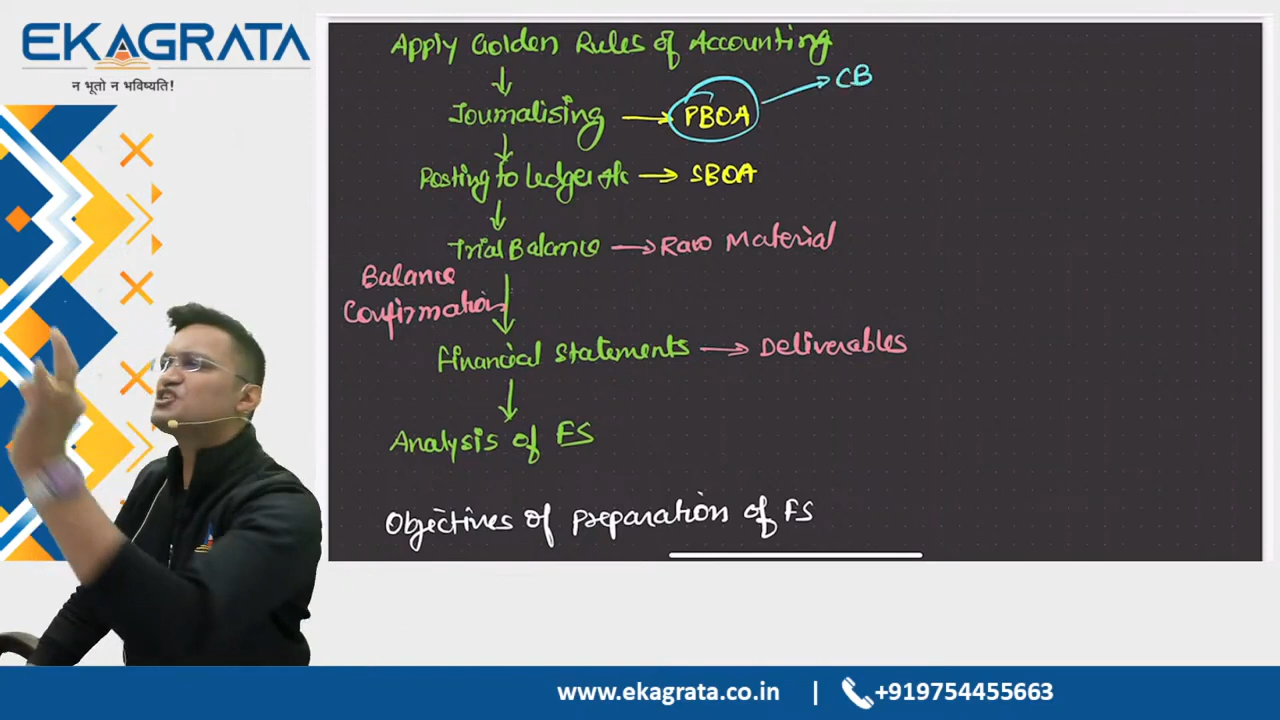 EKAGRATA
न भूतो न भविष्यति!
Apply Golden Rules of Accounting
Journalising → PBOA → CB
Posting to Ledger A/c → SBOA
Trial Balance → Raw Material
Balance
Confirmation
Financial Statements → Deliverables
Analysis of FS
Objectives of preparation of FS
www.ekagrata.co.in | +919754455663